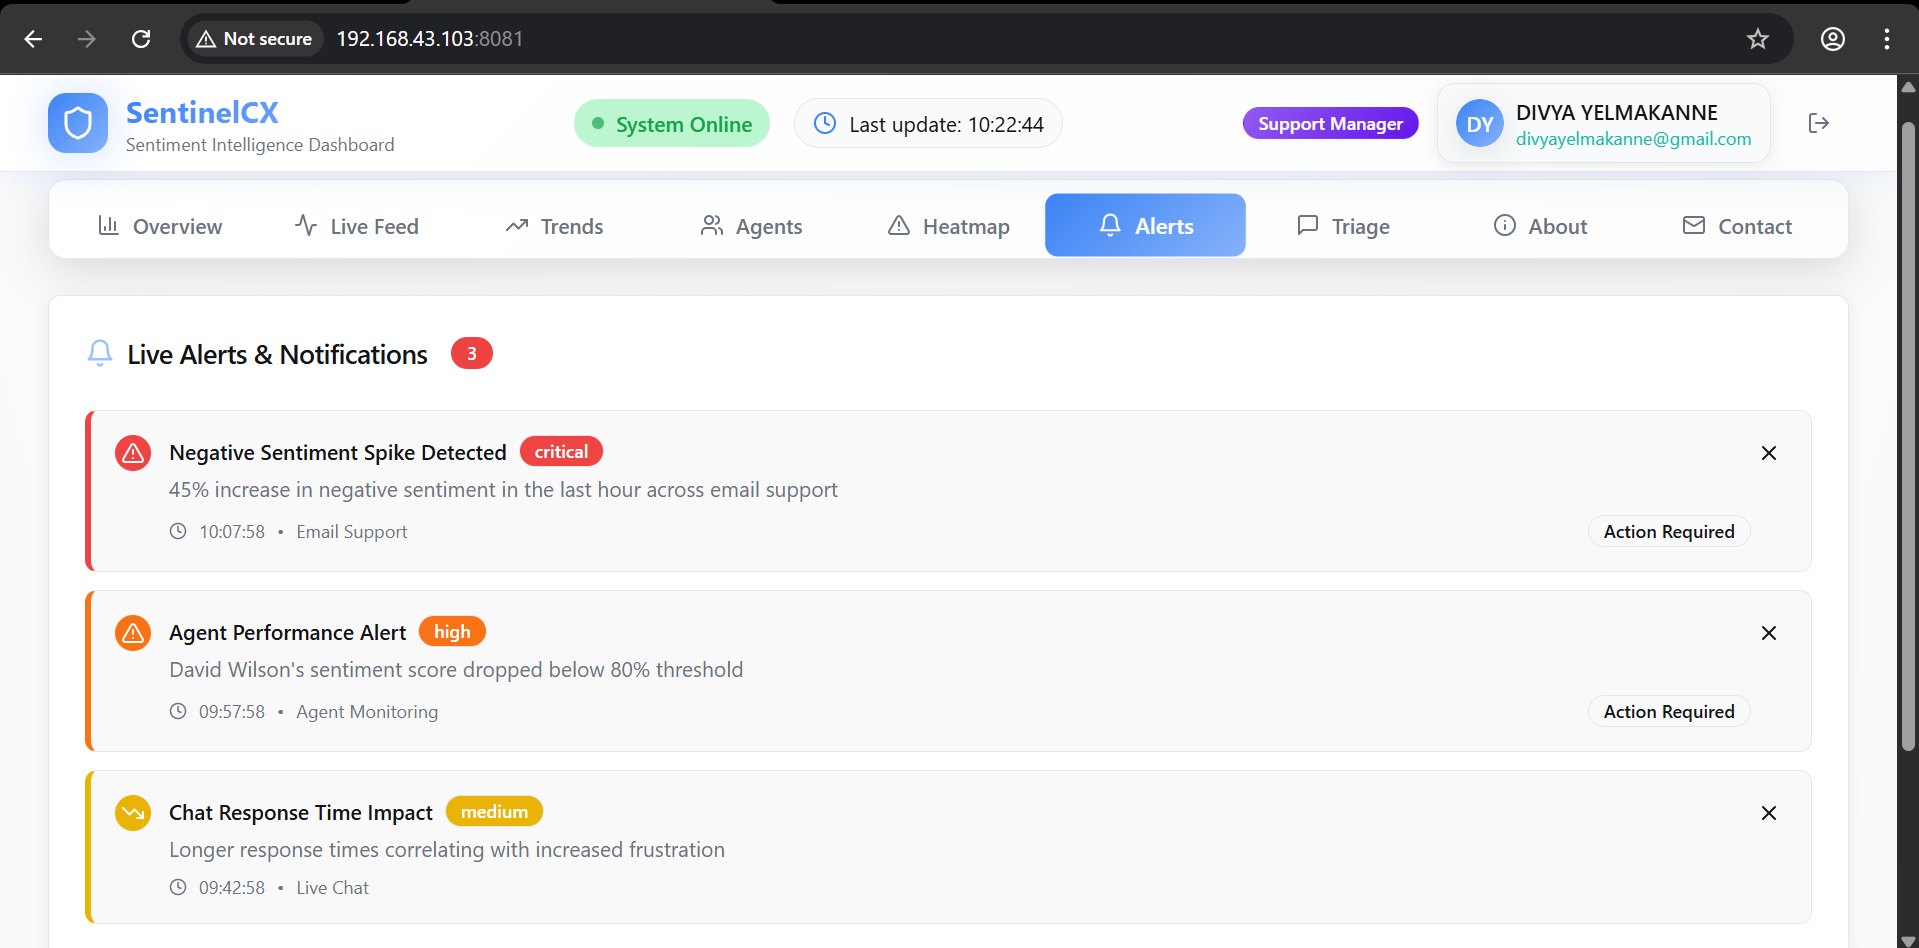 Not secure 192.168.43.103:8081
SentinelCX
Sentiment Intelligence Dashboard
System Online
Last update: 10:22:44
Support Manager
DY
DIVYA YELMAKANNE
divyayelmakanne@gmail.com
Overview Live Feed Trends Agents Heatmap Alerts Triage About Contact
Live Alerts & Notifications 3
Negative Sentiment Spike Detected critical
45% increase in negative sentiment in the last hour across email support
10:07:58 • Email Support
Action Required
Agent Performance Alert high
David Wilson's sentiment score dropped below 80% threshold
09:57:58 • Agent Monitoring
Action Required
Chat Response Time Impact medium
Longer response times correlating with increased frustration
09:42:58 • Live Chat